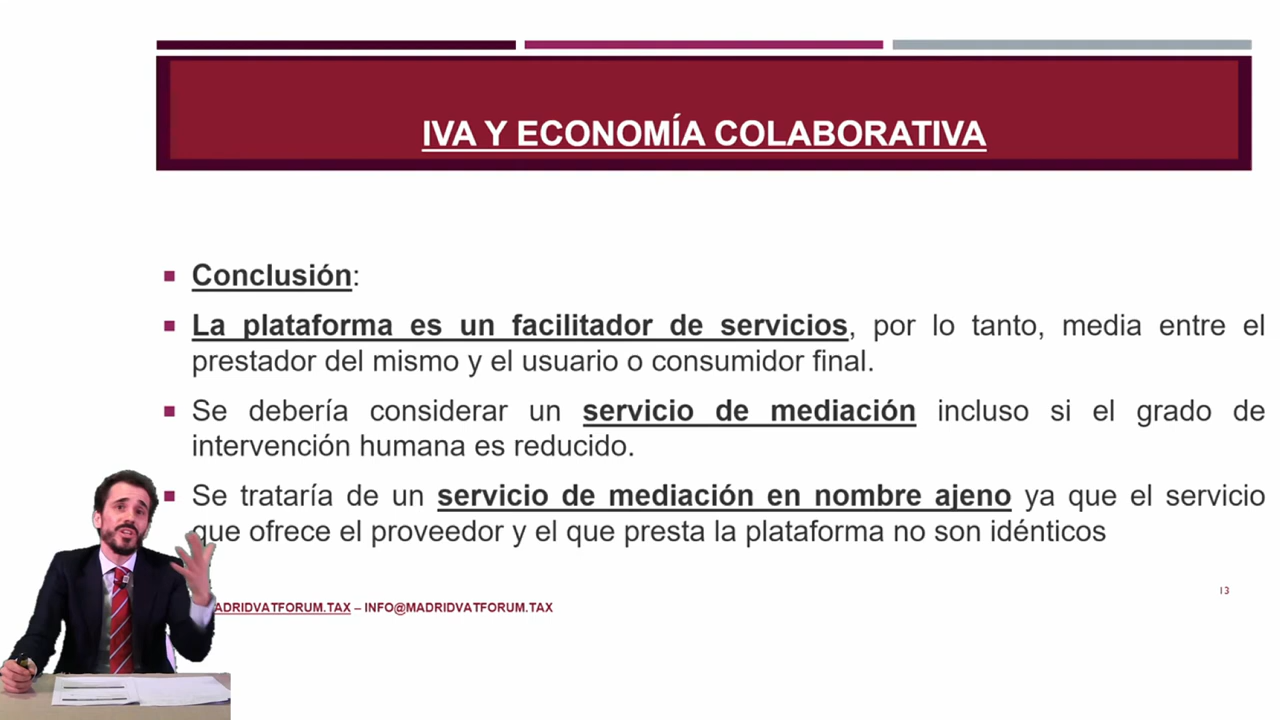 IVA Y ECONOMÍA COLABORATIVA
Conclusión:
La plataforma es un facilitador de servicios, por lo tanto, media entre el
prestador del mismo y el usuario o consumidor final.
Se debería considerar un servicio de mediación incluso si el grado de
intervención humana es reducido.
Se trataría de un servicio de mediación en nombre ajeno ya que el servicio
que ofrece el proveedor y el que presta la plataforma no son idénticos
13
ADRIDVATFORUM.TAX – INFO@MADRIDVATFORUM.TAX